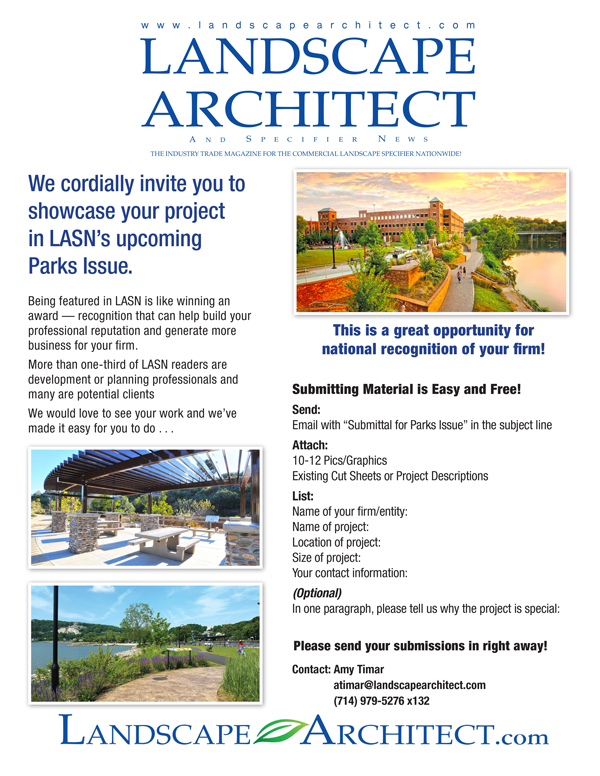 www.landscapearchitect.com
LANDSCAPE
ARCHITECT
AND SPECIFIER NEWS
THE INDUSTRY TRADE MAGAZINE FOR THE COMMERCIAL LANDSCAPE SPECIFIER NATIONWIDE!
We cordially invite you to
showcase your project
in LASN's upcoming
Parks Issue.
Being featured in LASN is like winning an
award — recognition that can help build your
professional reputation and generate more
business for your firm.
More than one-third of LASN readers are
development or planning professionals and
many are potential clients
We would love to see your work and we've
made it easy for you to do . . .
This is a great opportunity for
national recognition of your firm!
Submitting Material is Easy and Free!
Send:
Email with “Submittal for Parks Issue” in the subject line
Attach:
10-12 Pics/Graphics
Existing Cut Sheets or Project Descriptions
List:
Name of your firm/entity:
Name of project:
Location of project:
Size of project:
Your contact information:
(Optional)
In one paragraph, please tell us why the project is special:
Please send your submissions in right away!
Contact: Amy Timar
atimar@landscapearchitect.com
(714) 979-5276 x132
LANDSCAPE ARCHITECT.com